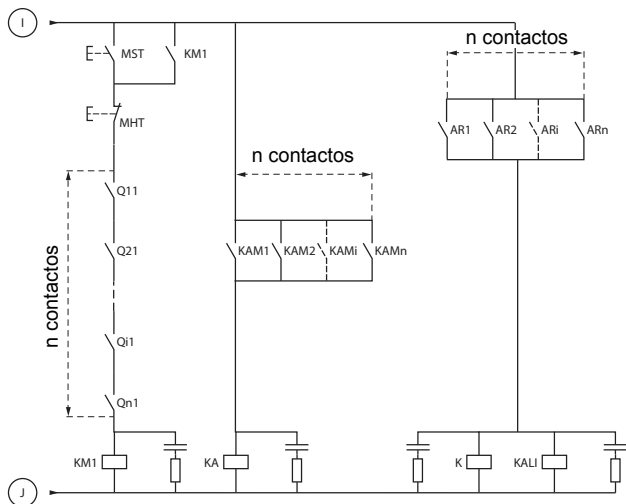 I
MST
KM1
n contactos
AR1
AR2
ARi
ARn
MHT
n contactos
Q11
n contactos
Q21
KAM1
KAM2
KAMi
KAMn
Qi1
Qn1
KM1
KA
K
KALI
J